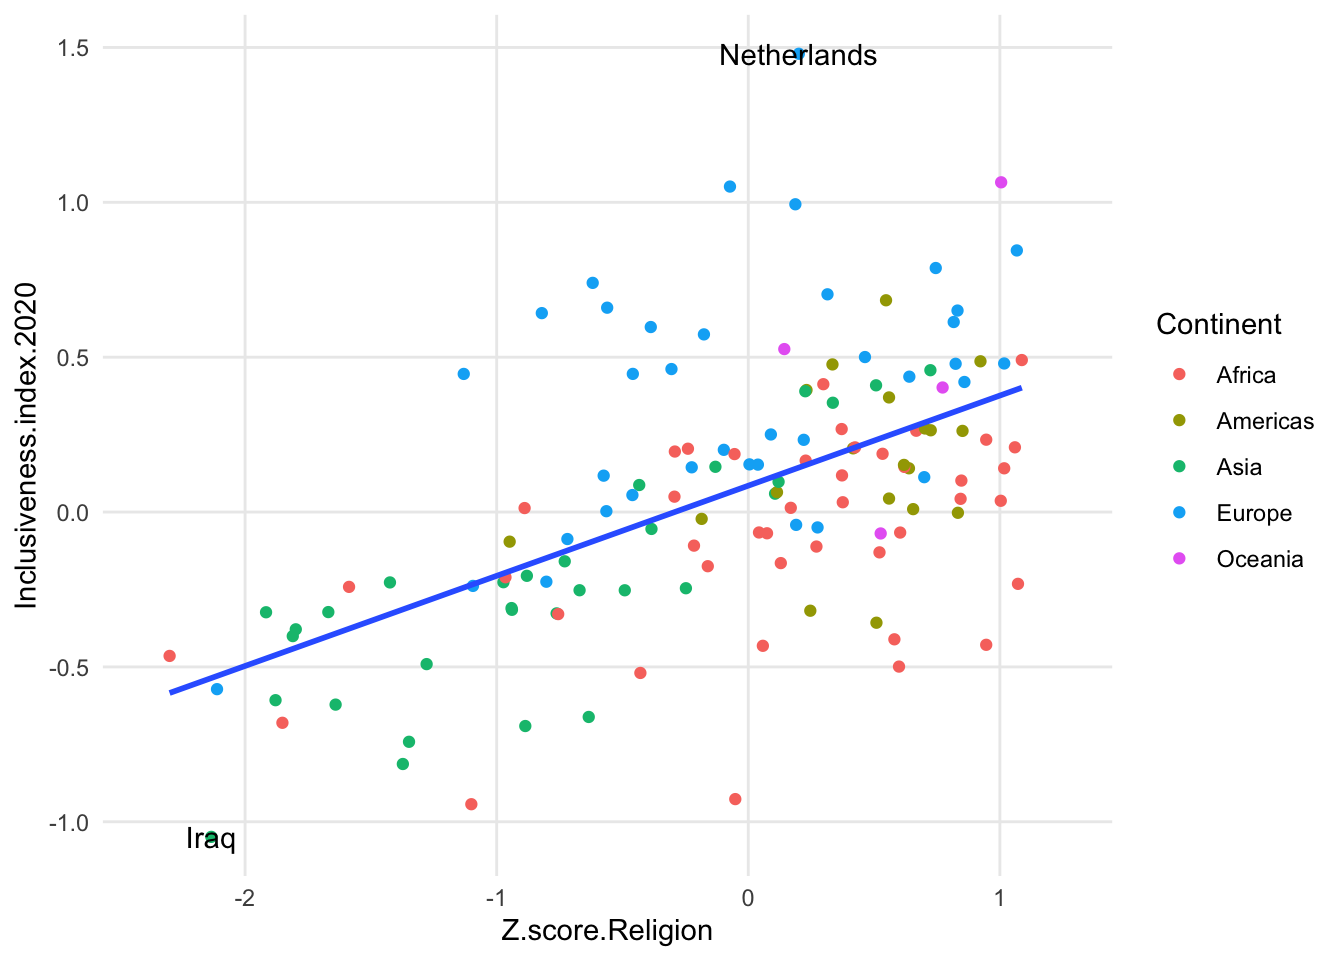 Inclusiveness.index.2020
1.5
1.0
0.5
0.0
-0.5
-1.0
Netherlands
Iraq
-2 -1 0 1
Z.score.Religion
Continent
Africa
Americas
Asia
Europe
Oceania